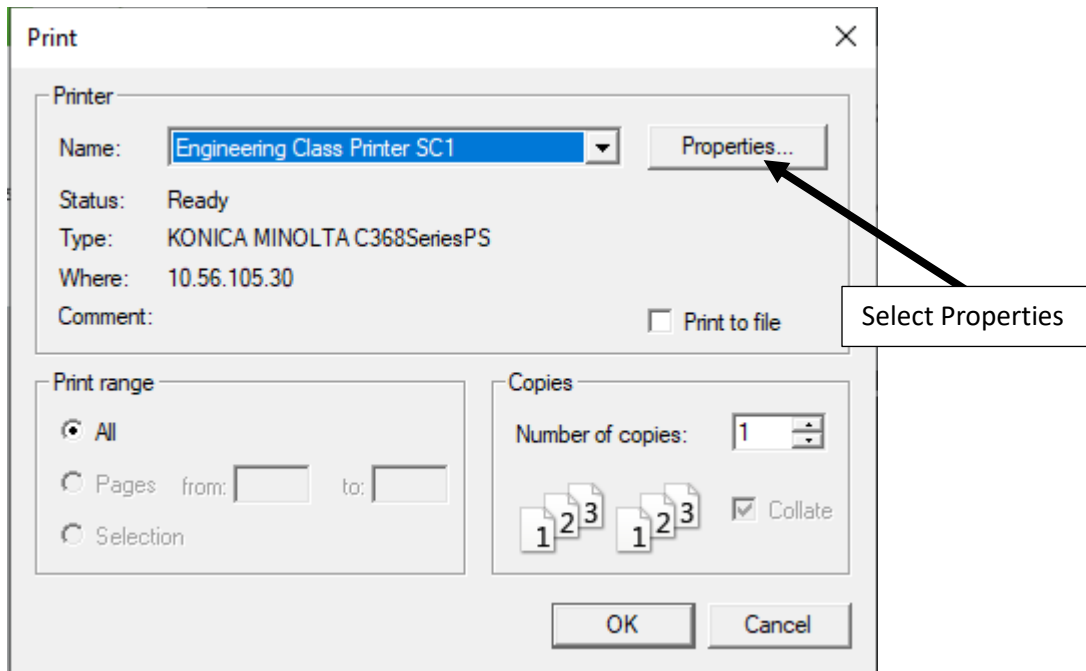 Print
Printer
Name: Engineering Class Printer SC1 Properties...
Status: Ready
Type: KONICA MINOLTA C368SeriesPS
Where: 10.56.105.30
Comment: Print to file
Select Properties
Print range
All
Pages from: to:
Selection
Copies
Number of copies: 1
1 2 3 1 2 3 Collate
OK Cancel